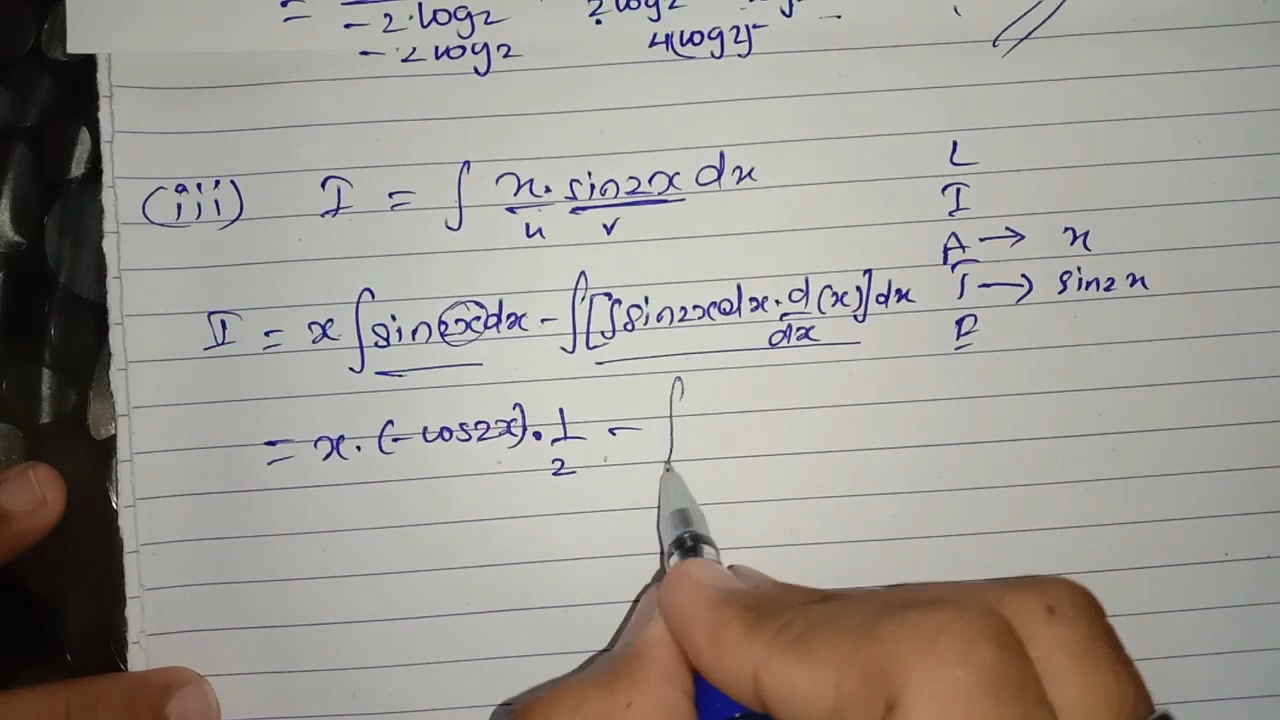 = -2·log2 2log2
-2log2 4(log2)²
(iii) I = ∫ x· sin2x dx
u v
L
I
A → x
T → sin2x
E
I = x ∫ sin2x dx - ∫[∫sin2x dx · d/dx (x)] dx
= x· (-cos2x)· 1/2 - ∫